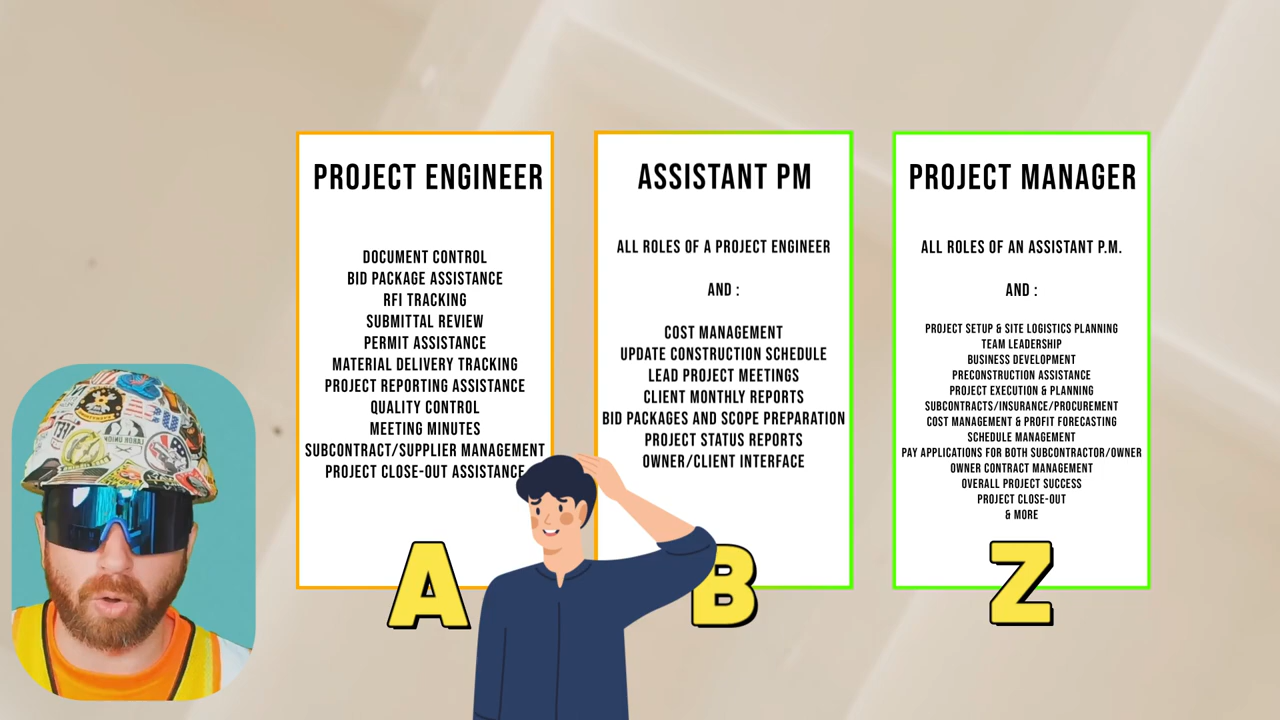 PROJECT ENGINEER
DOCUMENT CONTROL
BID PACKAGE ASSISTANCE
RFI TRACKING
SUBMITTAL REVIEW
PERMIT ASSISTANCE
MATERIAL DELIVERY TRACKING
PROJECT REPORTING ASSISTANCE
QUALITY CONTROL
MEETING MINUTES
SUBCONTRACT/SUPPLIER MANAGEMENT
PROJECT CLOSE-OUT ASSISTANCE
A
ASSISTANT PM
ALL ROLES OF A PROJECT ENGINEER
AND :
COST MANAGEMENT
UPDATE CONSTRUCTION SCHEDULE
LEAD PROJECT MEETINGS
CLIENT MONTHLY REPORTS
BID PACKAGES AND SCOPE PREPARATION
PROJECT STATUS REPORTS
OWNER/CLIENT INTERFACE
B
PROJECT MANAGER
ALL ROLES OF AN ASSISTANT P.M.
AND :
PROJECT SETUP & SITE LOGISTICS PLANNING
TEAM LEADERSHIP
BUSINESS DEVELOPMENT
PRECONSTRUCTION ASSISTANCE
PROJECT EXECUTION & PLANNING
SUBCONTRACTS/INSURANCE/PROCUREMENT
COST MANAGEMENT & PROFIT FORECASTING
SCHEDULE MANAGEMENT
PAY APPLICATIONS FOR BOTH SUBCONTRACTOR/OWNER
OWNER CONTRACT MANAGEMENT
OVERALL PROJECT SUCCESS
PROJECT CLOSE-OUT
& MORE
Z